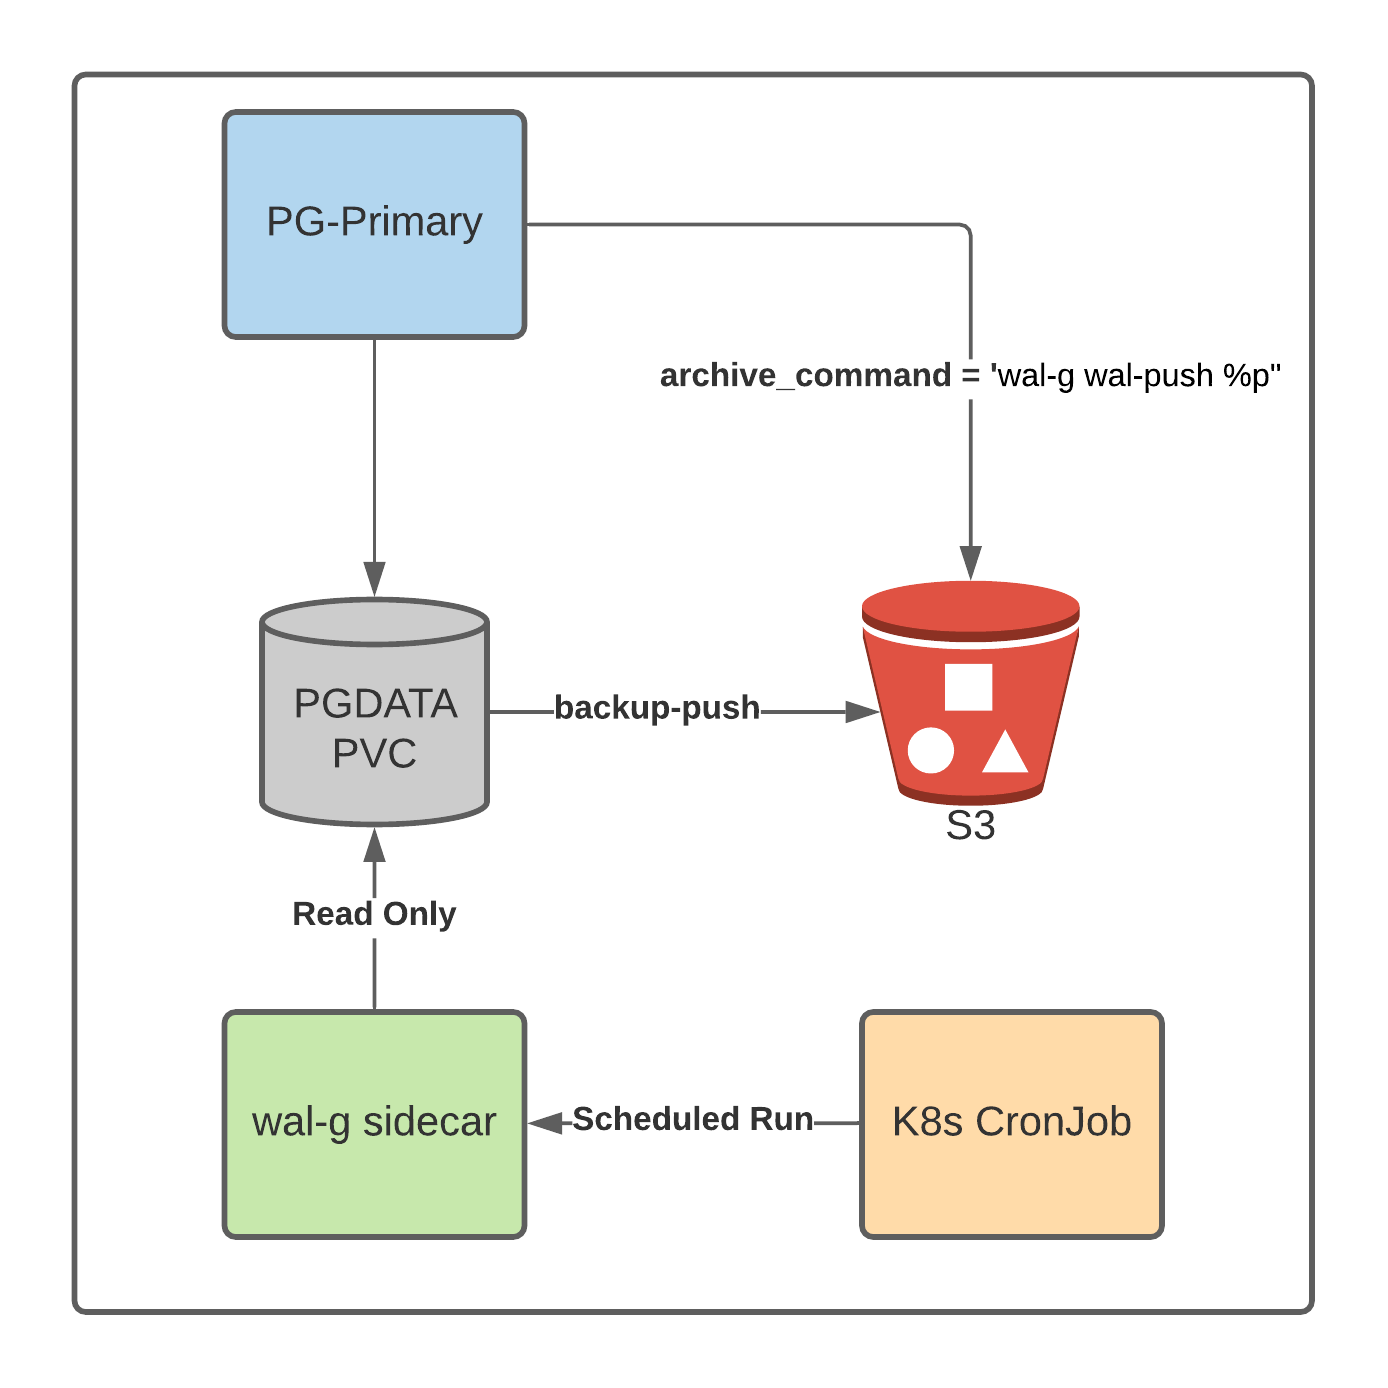 PG-Primary
archive_command = 'wal-g wal-push %p"
PGDATA
PVC
backup-push
S3
Read Only
wal-g sidecar
Scheduled Run
K8s CronJob